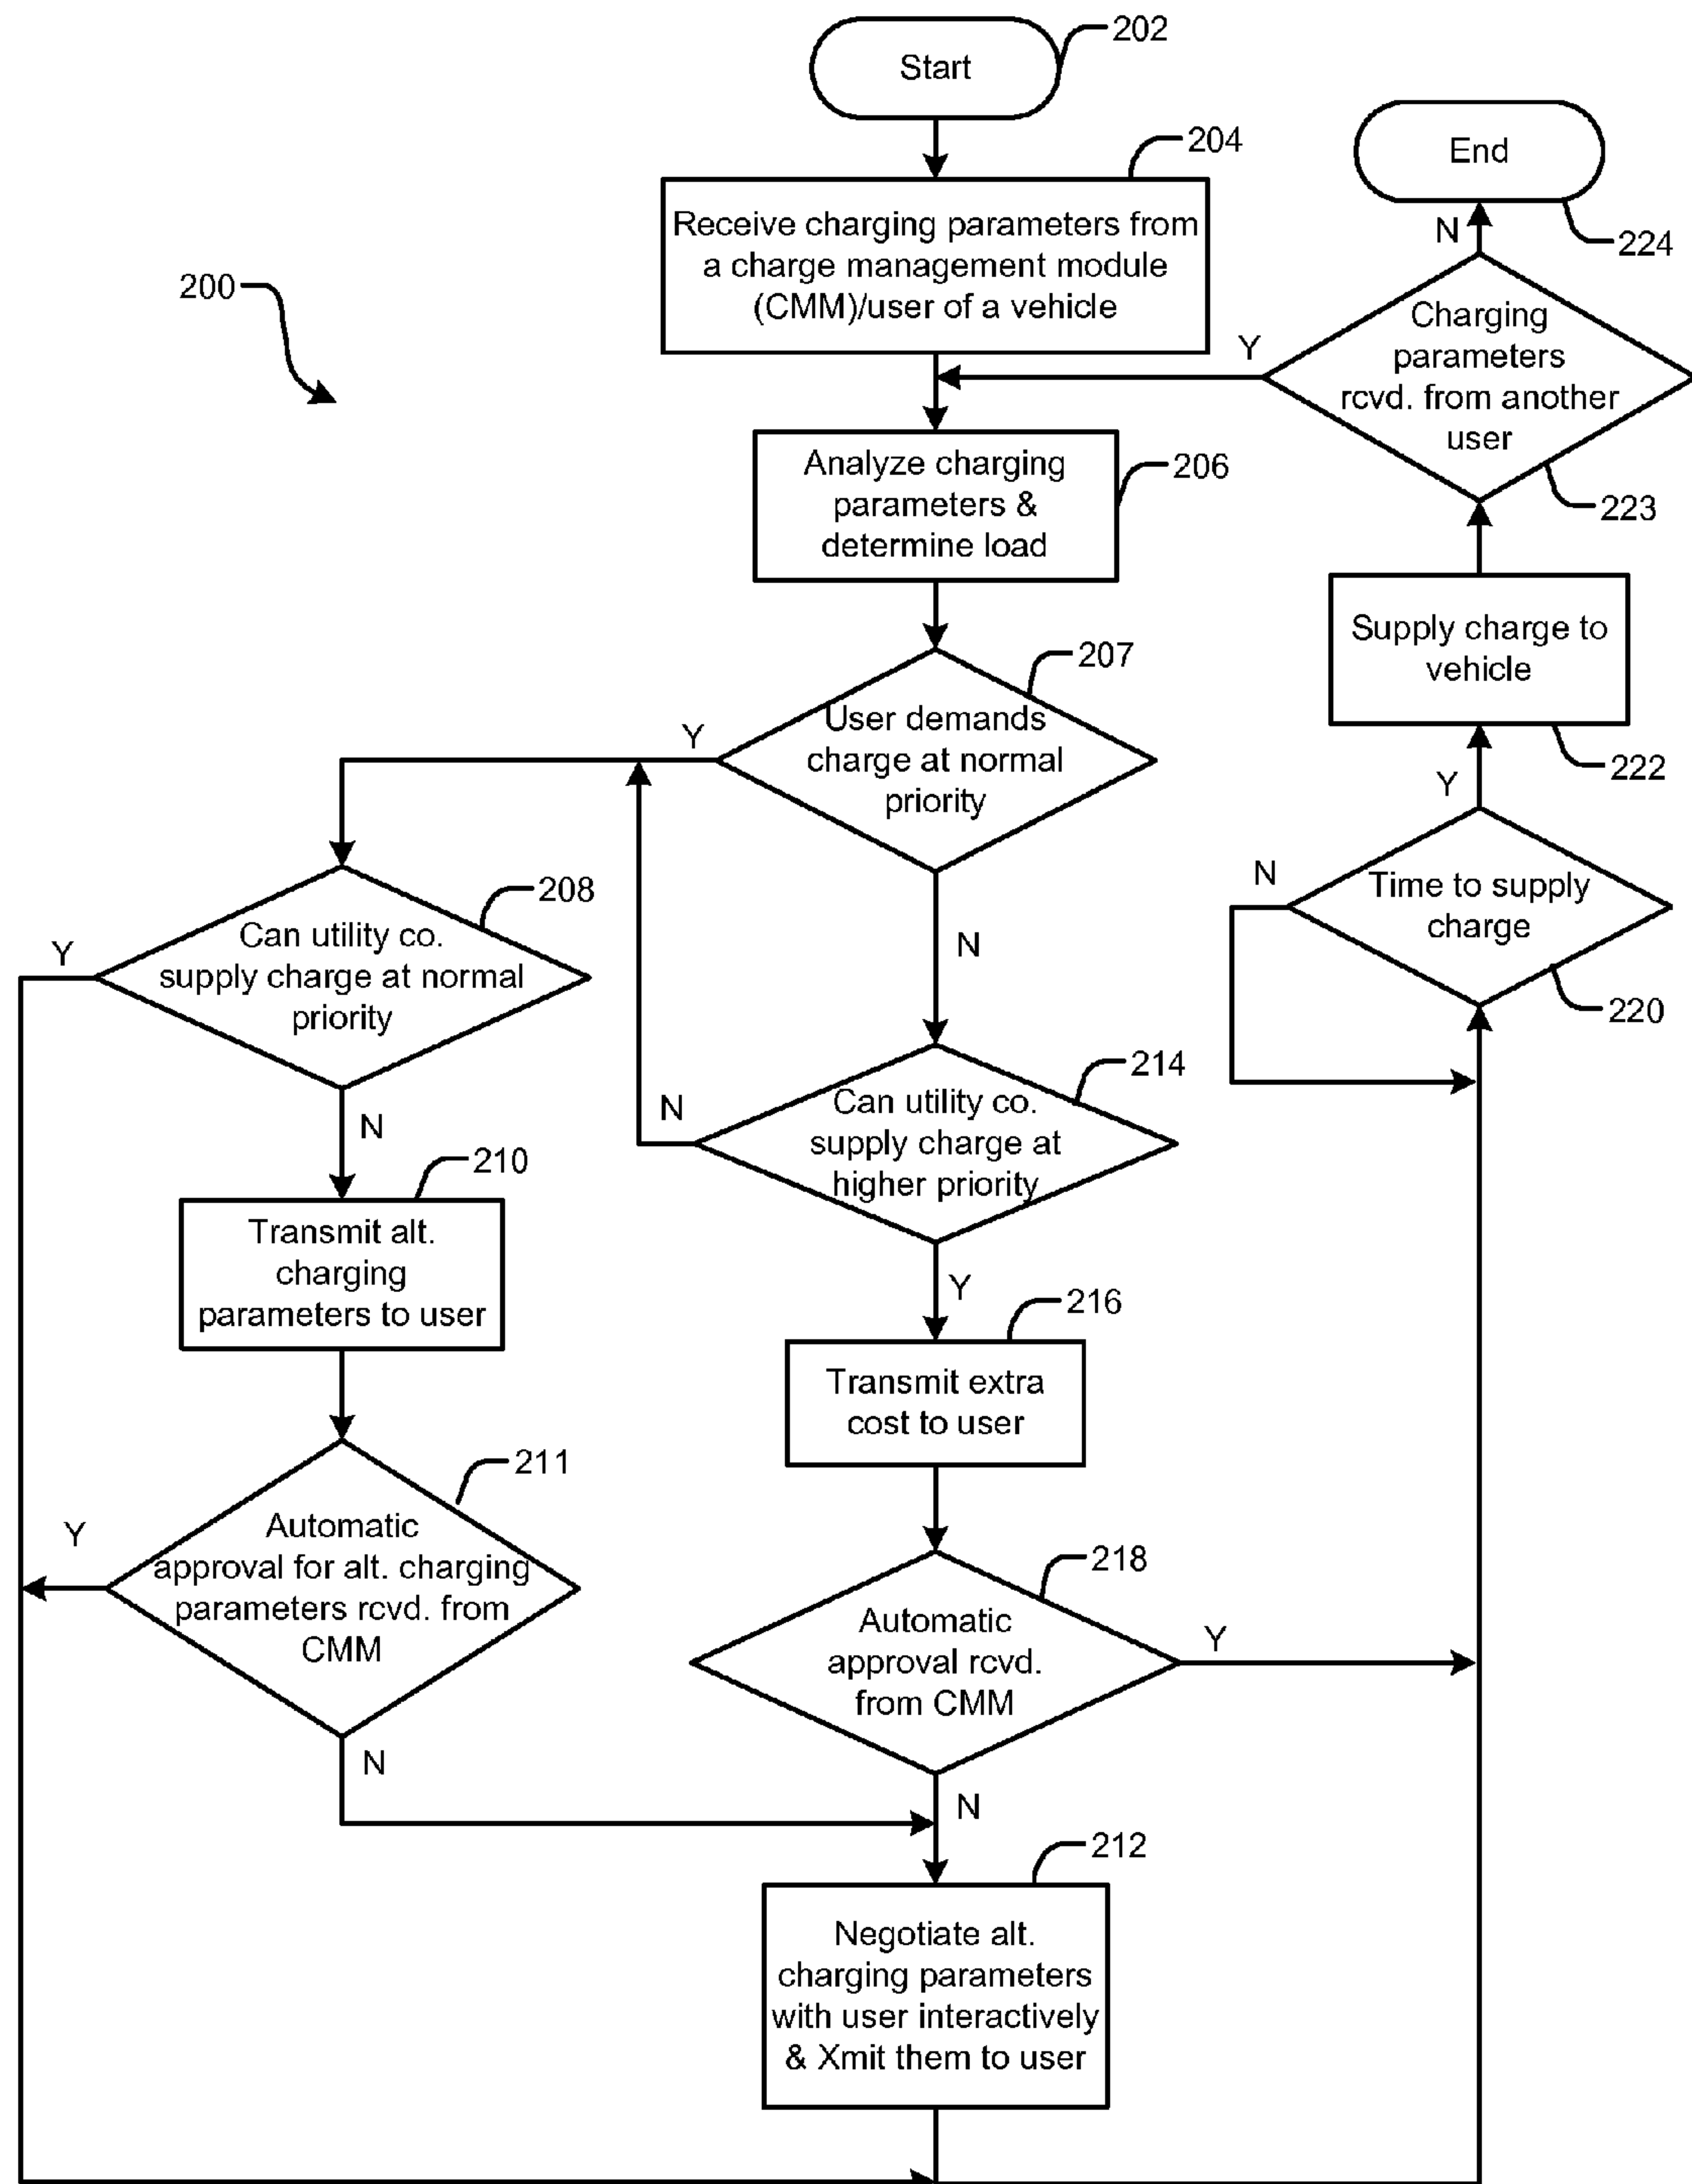 202
Start
204
End
Receive charging parameters from
a charge management module
(CMM)/user of a vehicle
N
224
200
Charging
parameters
rcvd. from another
user
Y
223
Analyze charging
parameters &
determine load
206
Supply charge to
vehicle
222
207
User demands
charge at normal
priority
Y
N
Y
Time to supply
charge
N
220
208
Can utility co.
supply charge at normal
priority
Y
N
214
Can utility co.
supply charge at
higher priority
N
Y
210
Transmit alt.
charging
parameters to user
216
Transmit extra
cost to user
211
Automatic
approval for alt. charging
parameters rcvd. from
CMM
Y
N
218
Automatic
approval rcvd.
from CMM
Y
N
212
Negotiate alt.
charging parameters
with user interactively
& Xmit them to user